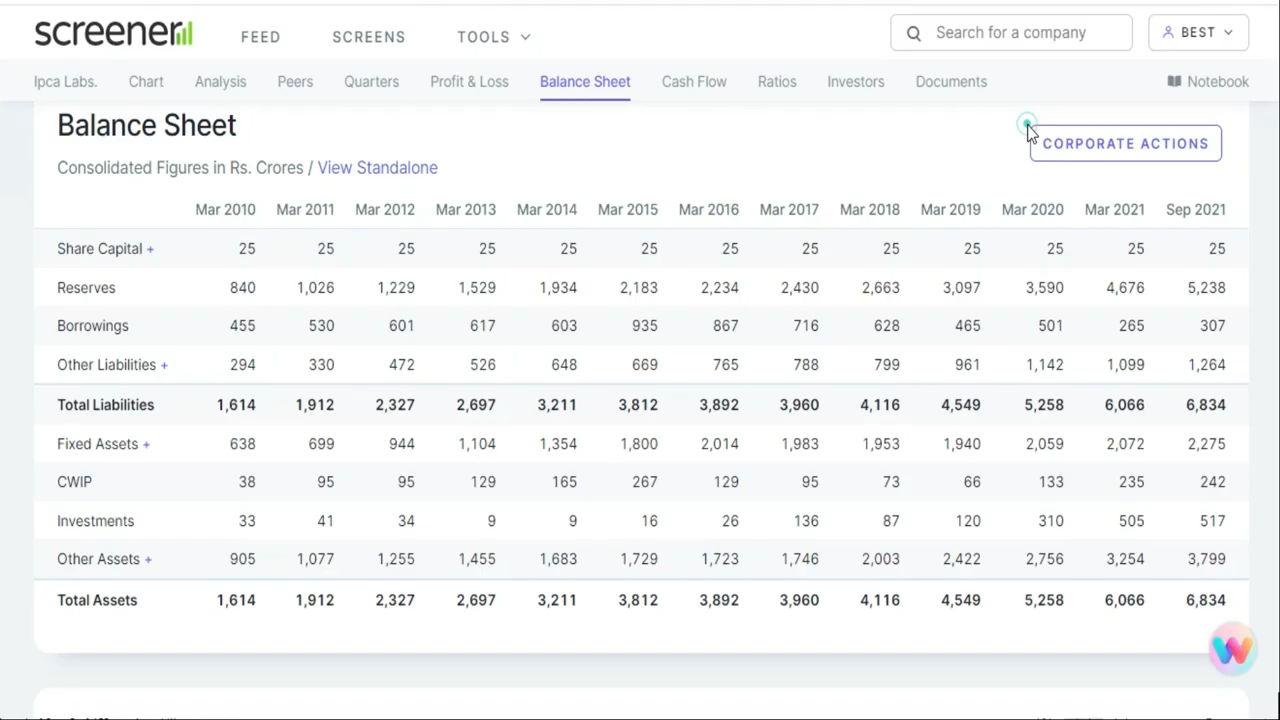 screener FEED SCREENS TOOLS Search for a company BEST
Ipca Labs. Chart Analysis Peers Quarters Profit & Loss Balance Sheet Cash Flow Ratios Investors Documents Notebook
Balance Sheet
CORPORATE ACTIONS
Consolidated Figures in Rs. Crores / View Standalone
Mar 2010 Mar 2011 Mar 2012 Mar 2013 Mar 2014 Mar 2015 Mar 2016 Mar 2017 Mar 2018 Mar 2019 Mar 2020 Mar 2021 Sep 2021
Share Capital + 25 25 25 25 25 25 25 25 25 25 25 25 25
Reserves 840 1,026 1,229 1,529 1,934 2,183 2,234 2,430 2,663 3,097 3,590 4,676 5,238
Borrowings 455 530 601 617 603 935 867 716 628 465 501 265 307
Other Liabilities + 294 330 472 526 648 669 765 788 799 961 1,142 1,099 1,264
Total Liabilities 1,614 1,912 2,327 2,697 3,211 3,812 3,892 3,960 4,116 4,549 5,258 6,066 6,834
Fixed Assets + 638 699 944 1,104 1,354 1,800 2,014 1,983 1,953 1,940 2,059 2,072 2,275
CWIP 38 95 95 129 165 267 129 95 73 66 133 235 242
Investments 33 41 34 9 9 16 26 136 87 120 310 505 517
Other Assets + 905 1,077 1,255 1,455 1,683 1,729 1,723 1,746 2,003 2,422 2,756 3,254 3,799
Total Assets 1,614 1,912 2,327 2,697 3,211 3,812 3,892 3,960 4,116 4,549 5,258 6,066 6,834
W